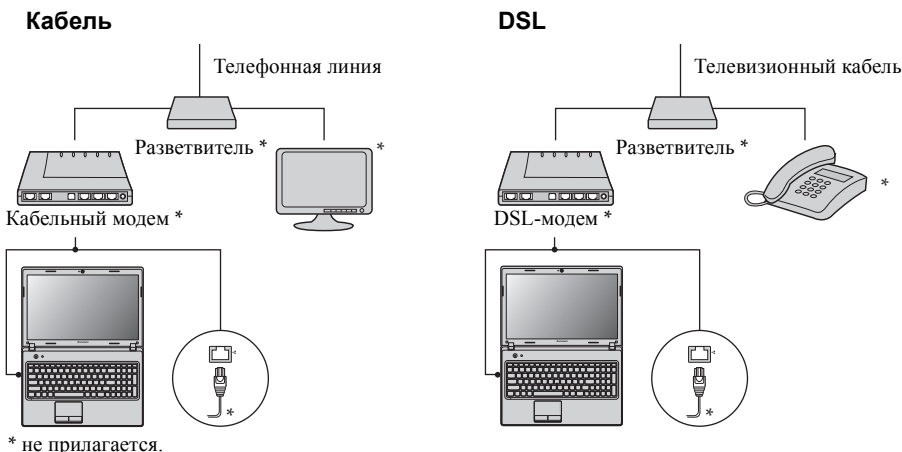 Кабель
Телефонная линия
Разветвитель *
*
Кабельный модем *
*
* не прилагается.
DSL
Телевизионный кабель
Разветвитель *
*
DSL-модем *
*